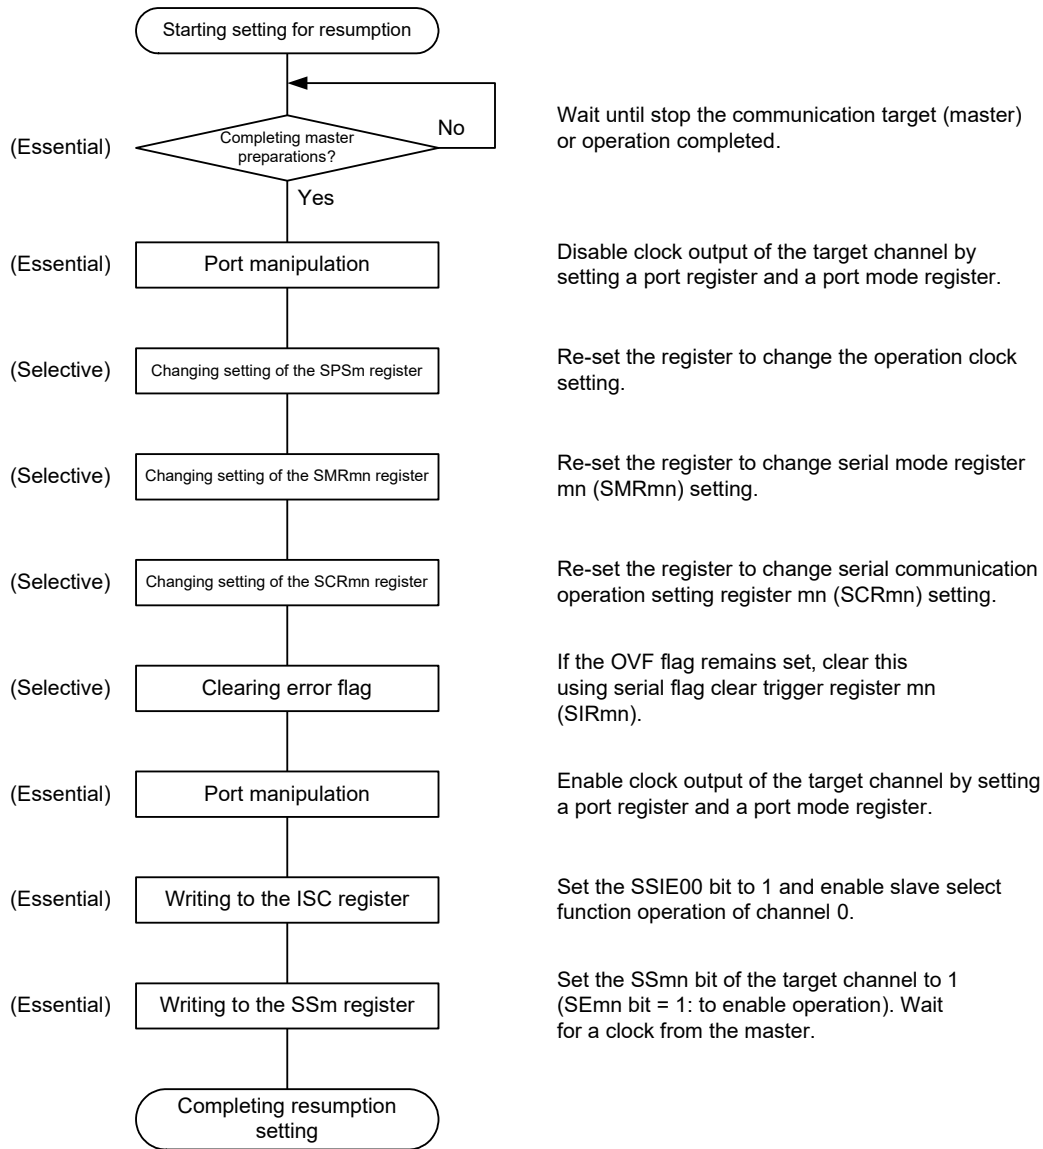 Starting setting for resumption
(Essential)
Completing master
preparations?
No
Yes
Wait until stop the communication target (master)
or operation completed.
(Essential)
Port manipulation
Disable clock output of the target channel by
setting a port register and a port mode register.
(Selective)
Changing setting of the SPSm register
Re-set the register to change the operation clock
setting.
(Selective)
Changing setting of the SMRmn register
Re-set the register to change serial mode register
mn (SMRmn) setting.
(Selective)
Changing setting of the SCRmn register
Re-set the register to change serial communication
operation setting register mn (SCRmn) setting.
(Selective)
Clearing error flag
If the OVF flag remains set, clear this
using serial flag clear trigger register mn
(SIRmn).
(Essential)
Port manipulation
Enable clock output of the target channel by setting
a port register and a port mode register.
(Essential)
Writing to the ISC register
Set the SSIE00 bit to 1 and enable slave select
function operation of channel 0.
(Essential)
Writing to the SSm register
Set the SSmn bit of the target channel to 1
(SEmn bit = 1: to enable operation). Wait
for a clock from the master.
Completing resumption
setting